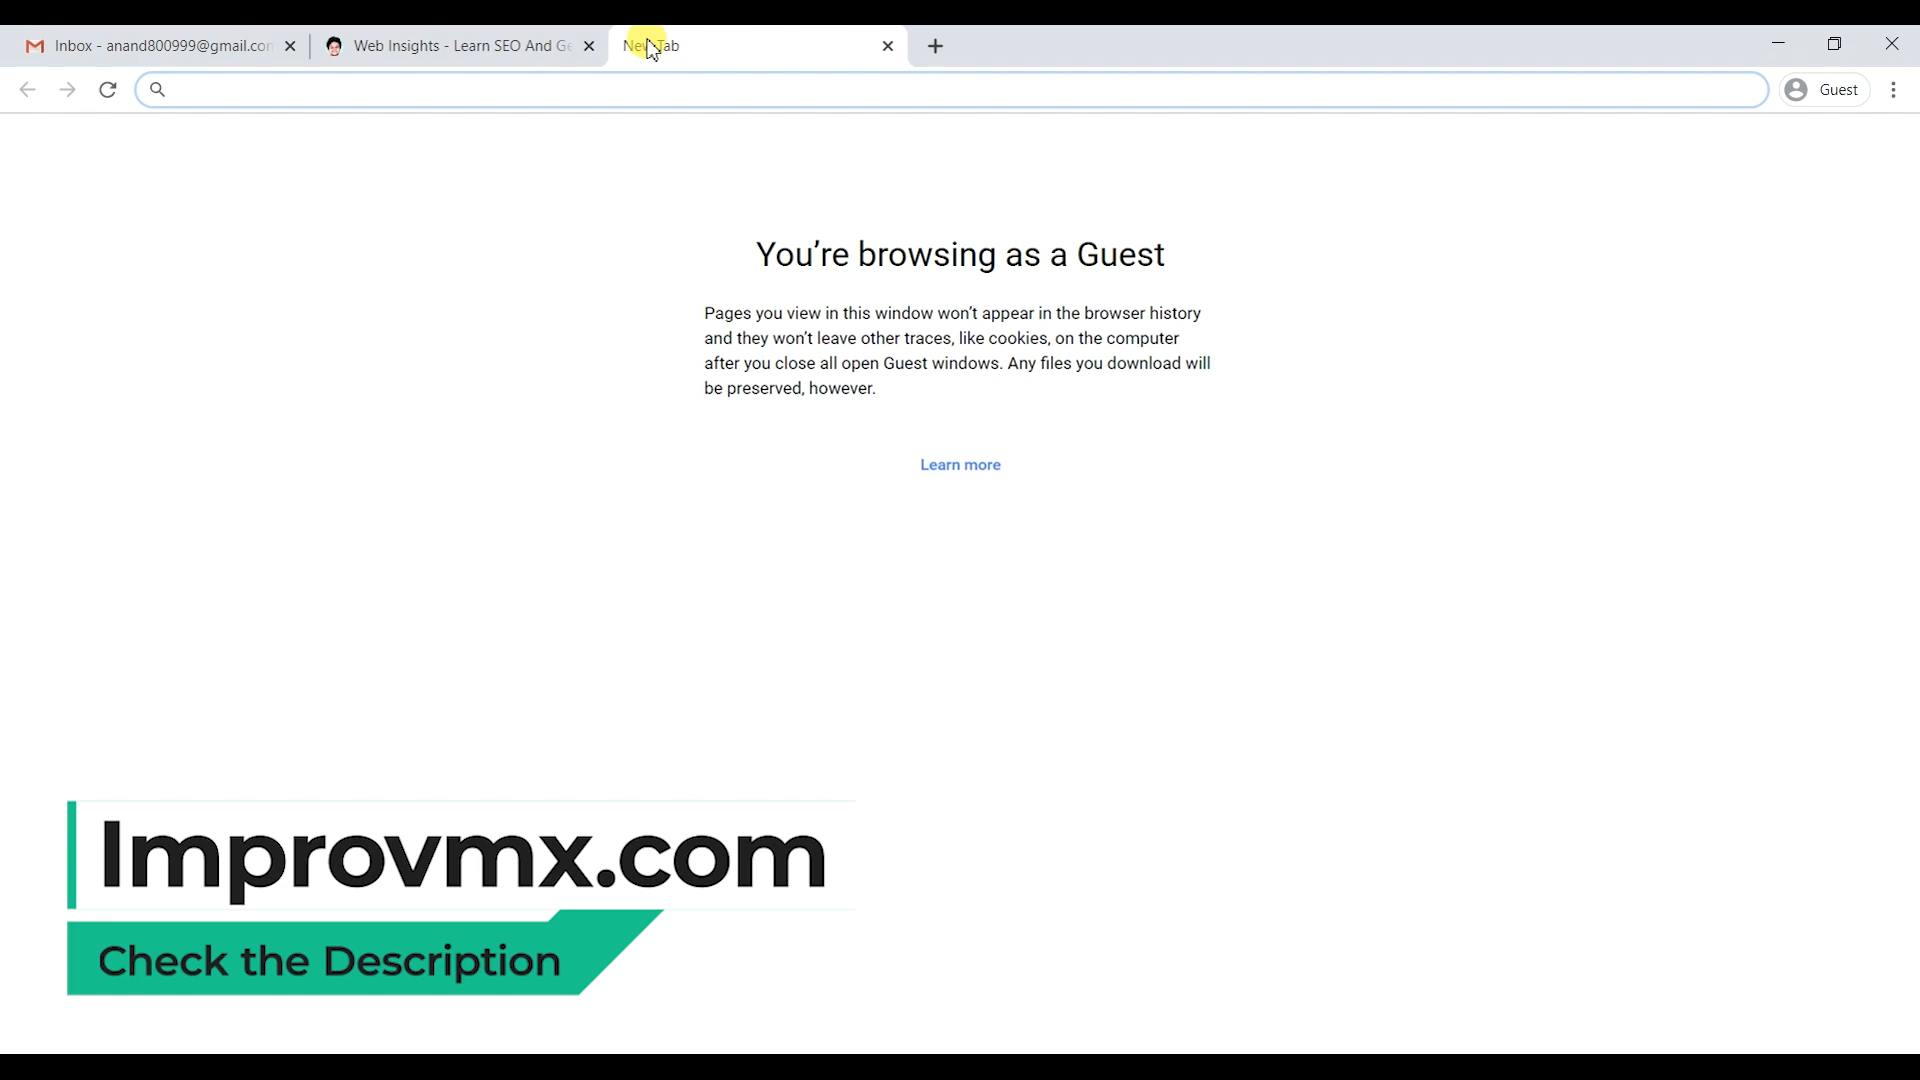 Inbox - anand800999@gmail.con
Web Insights - Learn SEO And Ge
New Tab
Guest
You're browsing as a Guest
Pages you view in this window won't appear in the browser history
and they won't leave other traces, like cookies, on the computer
after you close all open Guest windows. Any files you download will
be preserved, however.
Learn more
Improvmx.com
Check the Description